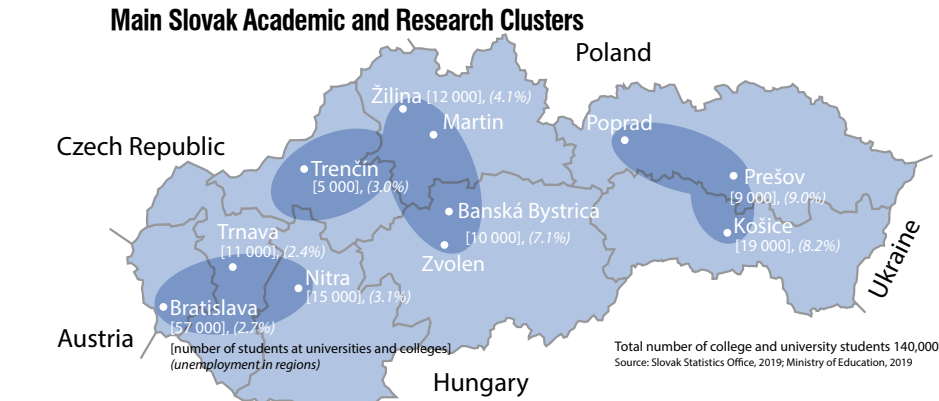 Main Slovak Academic and Research Clusters
Poland
Žilina [12 000], (4.1%)
Martin
Poprad
Czech Republic
Trenčín
[5 000], (3.0%)
Prešov
[9 000], (9.0%)
Banská Bystrica
[10 000], (7.1%)
Košice
[19 000], (8.2%)
Zvolen
Trnava
[11 000], (2.4%)
Ukraine
Nitra
[15 000], (3.1%)
Bratislava
[57 000], (2.7%)
Austria
[number of students at universities and colleges]
(unemployment in regions)
Hungary
Total number of college and university students 140,000
Source: Slovak Statistics Office, 2019; Ministry of Education, 2019